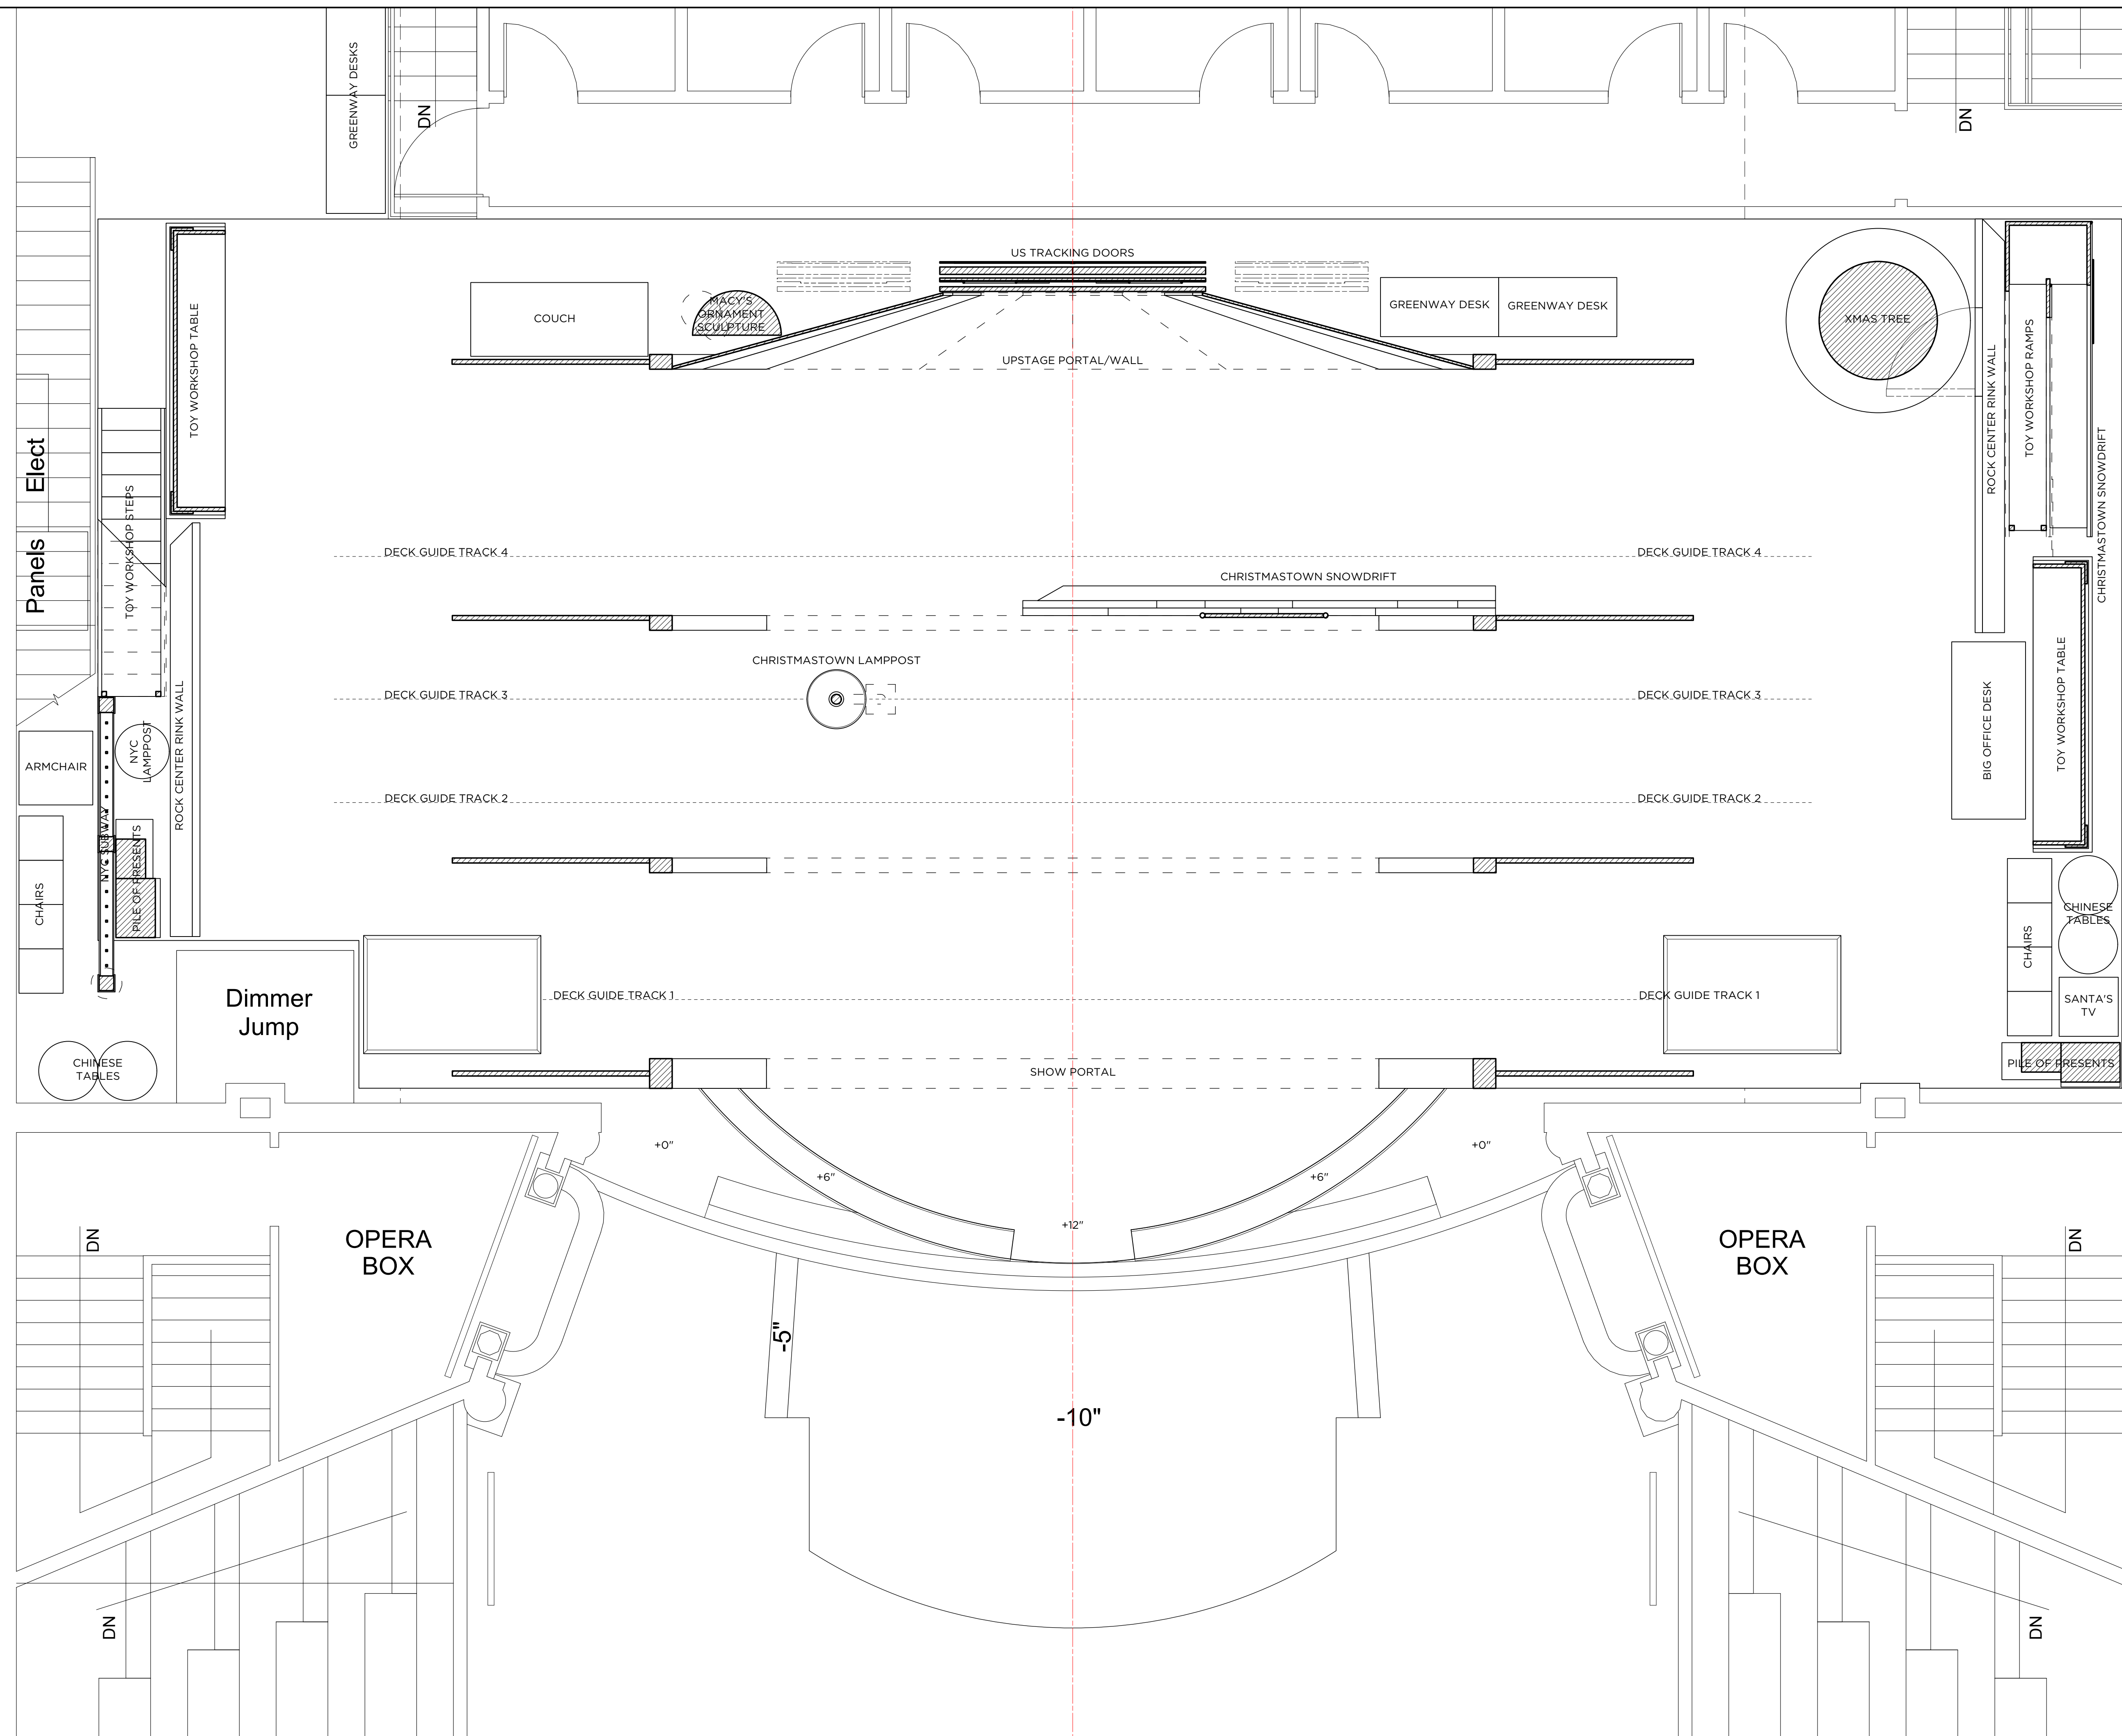 GREENWAY DESKS
DN
DN
US TRACKING DOORS
MACY'S
ORNAMENT
SCULPTURE
COUCH
GREENWAY DESK
GREENWAY DESK
XMAS TREE
UPSTAGE PORTAL/WALL
TOY WORKSHOP TABLE
ROCK CENTER RINK WALL
TOY WORKSHOP RAMPS
CHRISTMASTOWN SNOWDRIFT
Panels Elect
TOY WORKSHOP STEPS
DECK GUIDE TRACK 4
DECK GUIDE TRACK 4
CHRISTMASTOWN SNOWDRIFT
CHRISTMASTOWN LAMPPOST
DECK GUIDE TRACK 3
DECK GUIDE TRACK 3
BIG OFFICE DESK
TOY WORKSHOP TABLE
ARMCHAIR
NYC
LAMPPOST
ROCK CENTER RINK WALL
DECK GUIDE TRACK 2
DECK GUIDE TRACK 2
NYC SUBWAY
PILE OF PRESENTS
CHAIRS
CHINESE
TABLES
CHAIRS
Dimmer
Jump
DECK GUIDE TRACK 1
DECK GUIDE TRACK 1
SANTA'S
TV
CHINESE
TABLES
SHOW PORTAL
PILE OF PRESENTS
+0"
+0"
+6"
+6"
+12"
DN
OPERA
BOX
OPERA
BOX
DN
-5"
-10"
DN
DN